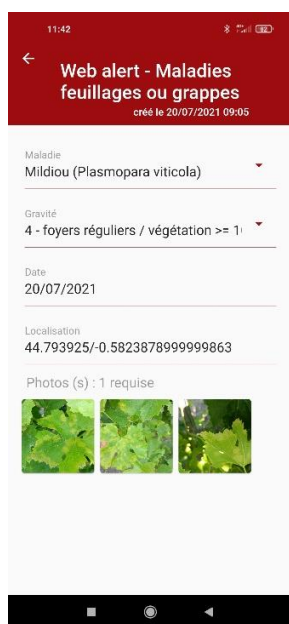 11:42
Web alert - Maladies
feuillages ou grappes
créé le 20/07/2021 09:05
Maladie
Mildiou (Plasmopara viticola)
Gravité
4 - foyers réguliers / végétation >= 1
Date
20/07/2021
Localisation
44.793925/-0.5823878999999863
Photos (s) : 1 requise